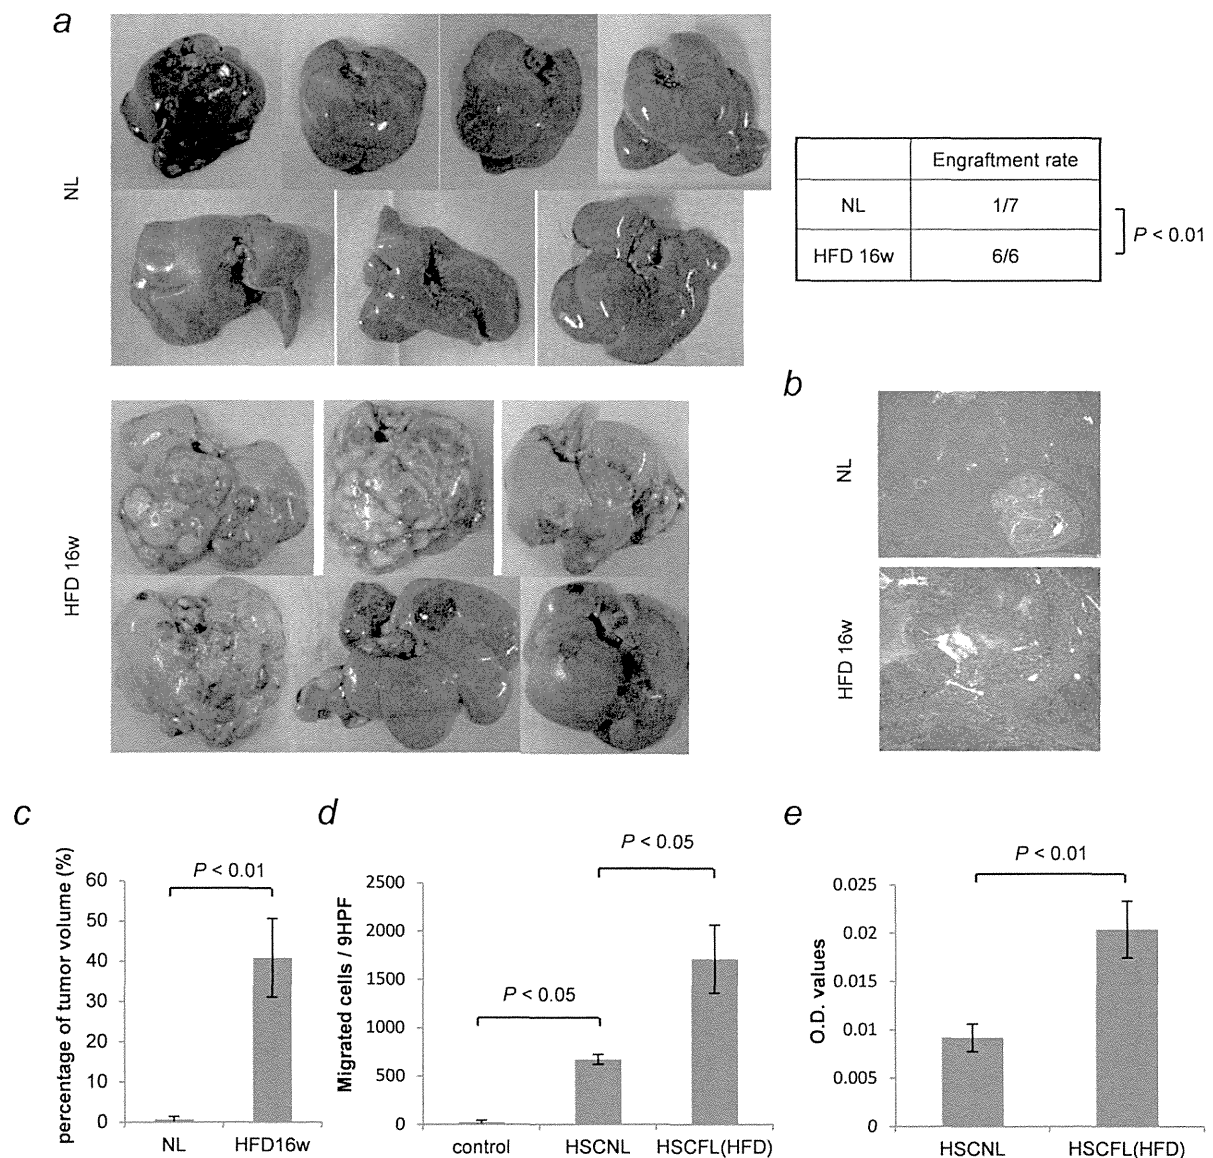 a
NL
HFD 16w
Engraftment rate
NL 1/7
HFD 16w 6/6
P < 0.01
b
NL
HFD 16w
c
percentage of tumor volume (%)
P < 0.01
60
50
40
30
20
10
0
NL HFD16w
d
Migrated cells / 9HPF
P < 0.05
P < 0.05
2500
2000
1500
1000
500
0
control HSCNL HSCFL(HFD)
e
O.D. values
P < 0.01
0.025
0.02
0.015
0.01
0.005
0
HSCNL HSCFL(HFD)